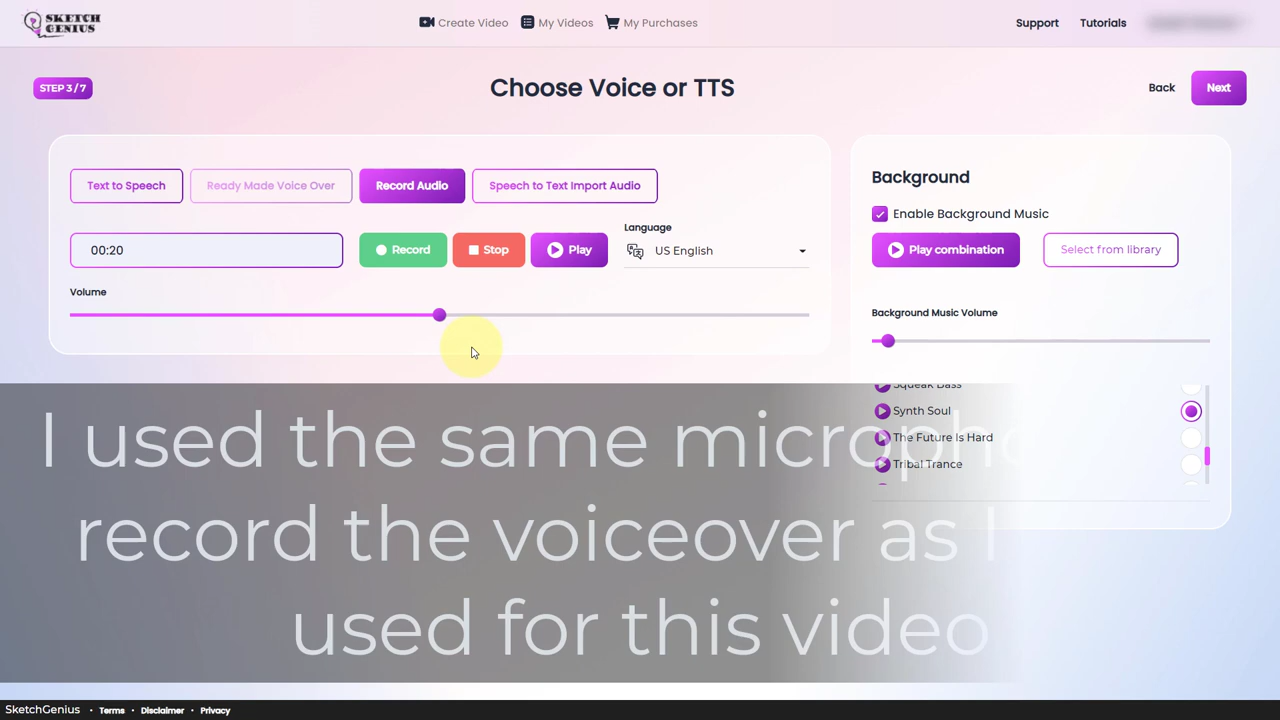 SKETCH
GENIUS
Create Video
My Videos
My Purchases
Support
Tutorials
STEP 3 / 7
Choose Voice or TTS
Back
Next
Text to Speech
Ready Made Voice Over
Record Audio
Speech to Text Import Audio
00:20
Record
Stop
Play
Language
US English
Volume
Background
Enable Background Music
Play combination
Select from library
Background Music Volume
Squeak Bass
Synth Soul
The Future Is Hard
Tribal Trance
I used the same
record the voiceover as I
used for this video
SketchGenius
Terms
Disclaimer
Privacy